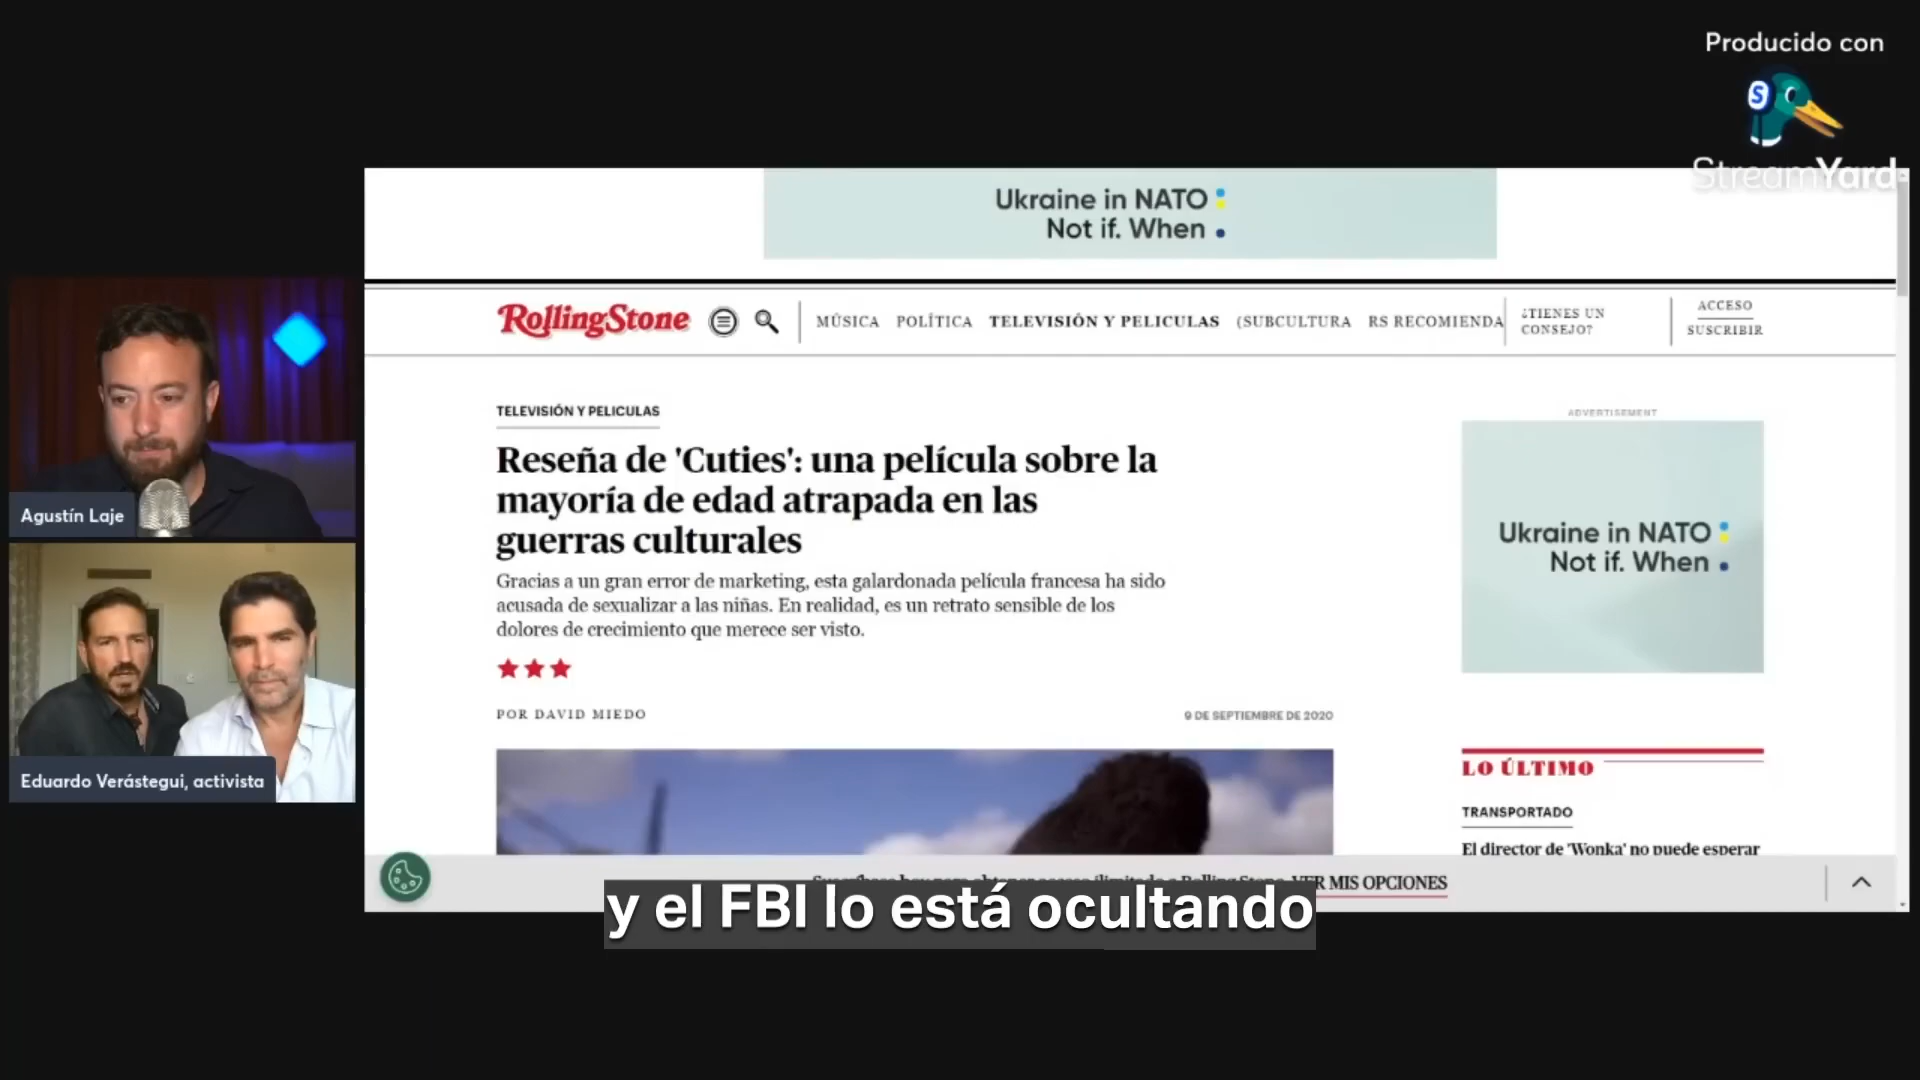 Producido con
StreamYard
Ukraine in NATO
Not if. When
RollingStone
MÚSICA
POLÍTICA
TELEVISIÓN Y PELICULAS
(SUBCULTURA
RS RECOMIENDA
¿TIENES UN
CONSEJO?
ACCESO
SUSCRIBIR
TELEVISIÓN Y PELICULAS
Reseña de 'Cuties': una película sobre la
mayoría de edad atrapada en las
guerras culturales
Gracias a un gran error de marketing, esta galardonada película francesa ha sido
acusada de sexualizar a las niñas. En realidad, es un retrato sensible de los
dolores de crecimiento que merece ser visto.
POR DAVID MIEDO
9 DE SEPTIEMBRE DE 2020
ADVERTISEMENT
Ukraine in NATO
Not if. When
LO ÚLTIMO
TRANSPORTADO
El director de 'Wonka' no puede esperar
Agustín Laje
Eduardo Verástegui, activista
VER MIS OPCIONES
y el FBI lo está ocultando